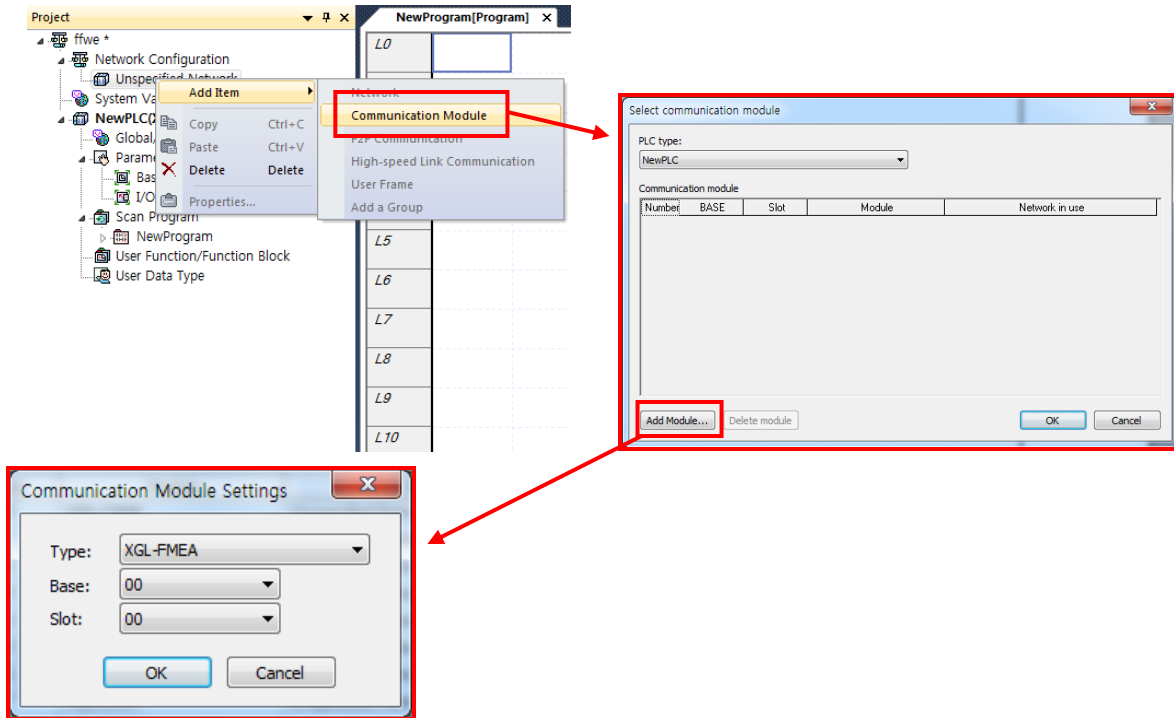 Project
NewProgram[Program]
ffwe *
Network Configuration
Unspecified Network
System Va
NewPLC(
Global/
Parame
Bas
I/O
Scan Program
NewProgram
User Function/Function Block
User Data Type
Add Item
Copy Ctrl+C
Paste Ctrl+V
Delete Delete
Properties...
Network
Communication Module
P2P Communication
High-speed Link Communication
User Frame
Add a Group
L0
L5
L6
L7
L8
L9
L10
Select communication module
PLC type:
NewPLC
Communication module
Number BASE Slot Module Network in use
Add Module... Delete module OK Cancel
Communication Module Settings
Type: XGL-FMEA
Base: 00
Slot: 00
OK Cancel